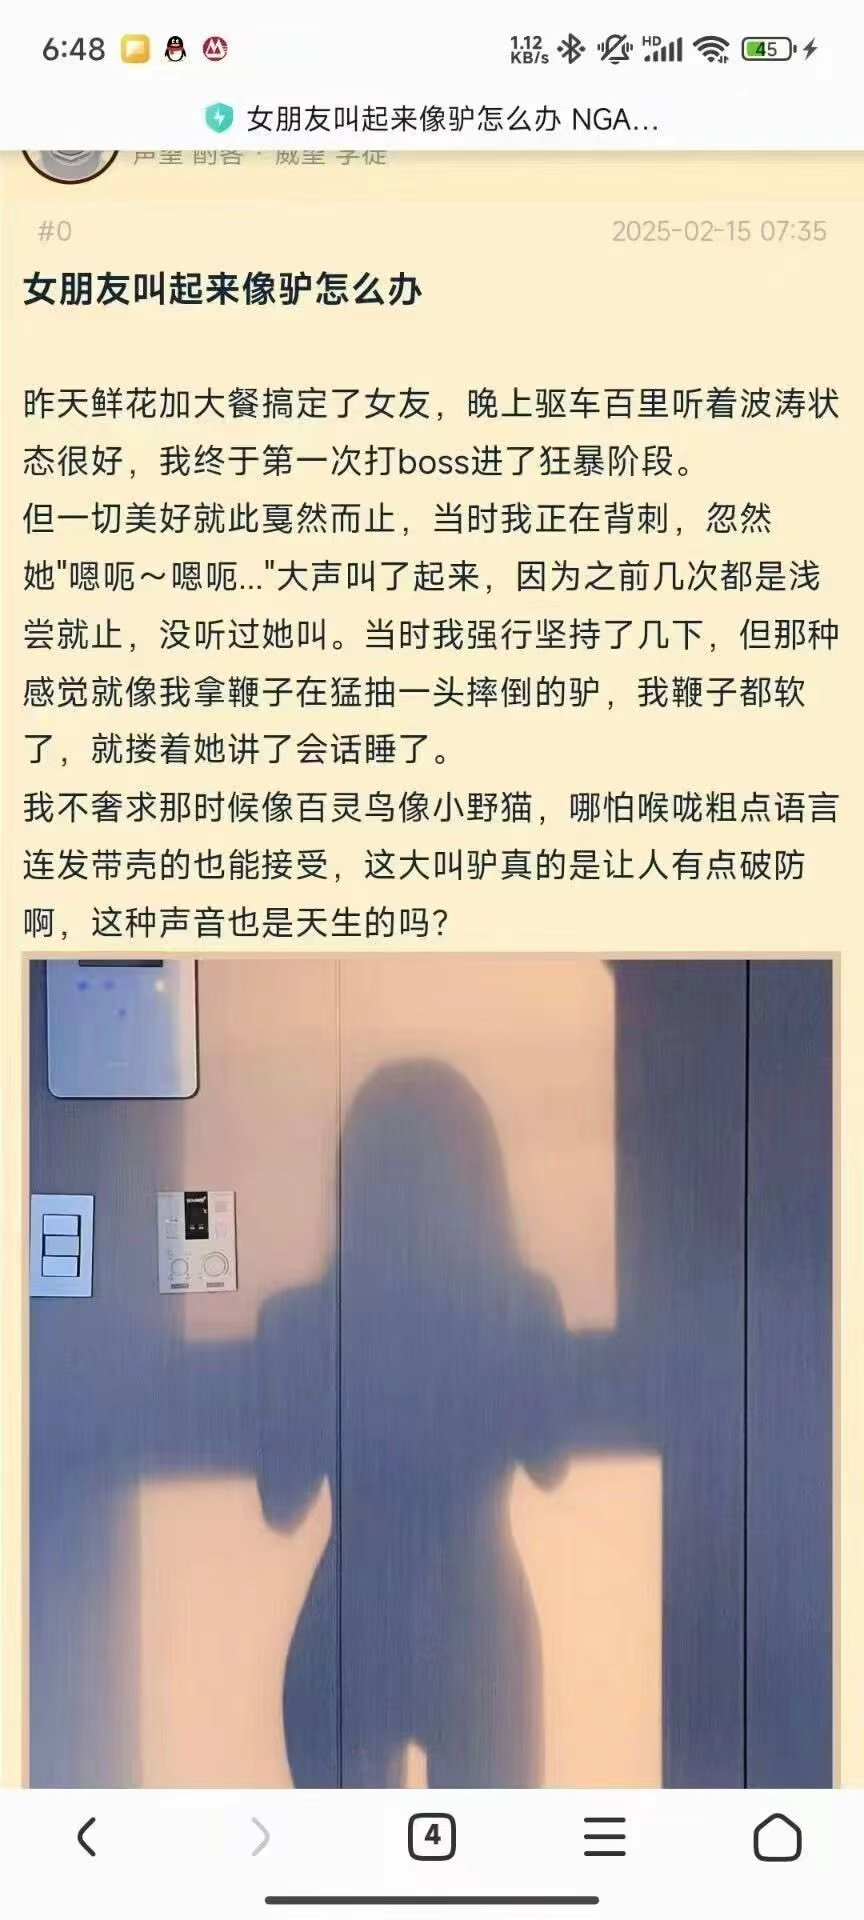 6:48
1.12
KB/s
HD
45
女朋友叫起来像驴怎么办 NGA...
声望 酌客 · 威望 学徒
#0
2025-02-15 07:35
女朋友叫起来像驴怎么办
昨天鲜花加大餐搞定了女友，晚上驱车百里听着波涛状
态很好，我终于第一次打boss进了狂暴阶段。
但一切美好就此戛然而止，当时我正在背刺，忽然
她"嗯呃～嗯呃..."大声叫了起来，因为之前几次都是浅
尝就止，没听过她叫。当时我强行坚持了几下，但那种
感觉就像我拿鞭子在猛抽一头摔倒的驴，我鞭子都软
了，就搂着她讲了会话睡了。
我不奢求那时候像百灵鸟像小野猫，哪怕喉咙粗点语言
连发带壳的也能接受，这大叫驴真的是让人有点破防
啊，这种声音也是天生的吗？
4